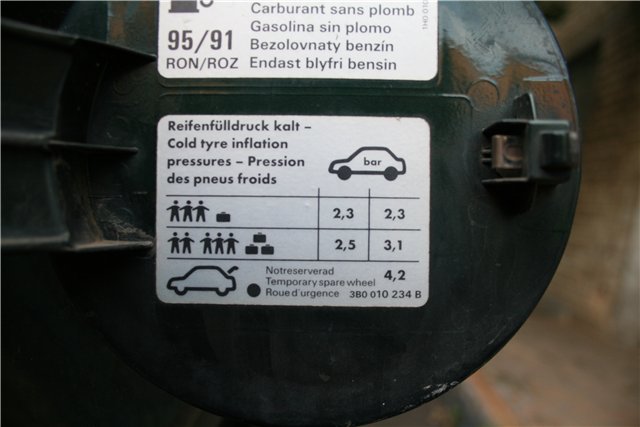 Carburant sans plomb
Gasolina sin plomo
95/91 Bezolovnaty benzín
RON/ROZ Endast blyfri bensin
Reifenfülldruck kalt –
Cold tyre inflation
pressures – Pression
des pneus froids
bar
2,3 2,3
2,5 3,1
Notreserverad
Temporary spare wheel 4,2
Roue d'urgence 3B0 010 234 B